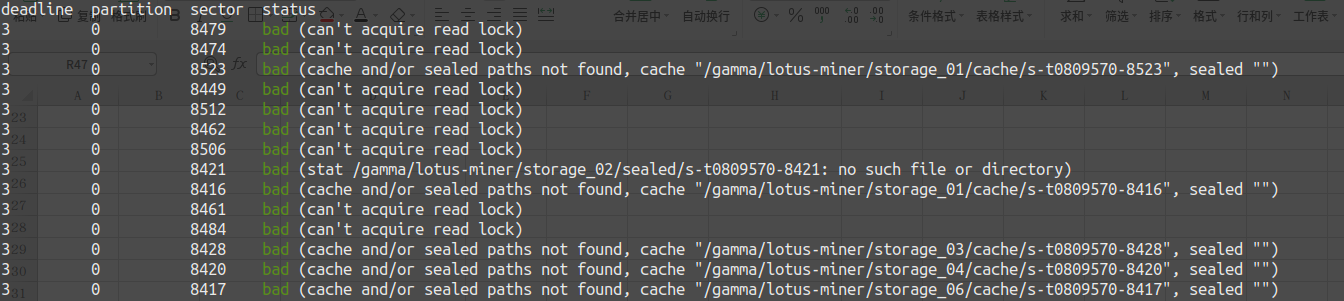 deadline partition sector status
3 0 8479 bad (can't acquire read lock)
3 0 8474 bad (can't acquire read lock)
3 0 8523 bad (cache and/or sealed paths not found, cache "/gamma/lotus-miner/storage_01/cache/s-t0809570-8523", sealed "")
3 0 8449 bad (can't acquire read lock)
3 0 8512 bad (can't acquire read lock)
3 0 8462 bad (can't acquire read lock)
3 0 8506 bad (can't acquire read lock)
3 0 8421 bad (stat /gamma/lotus-miner/storage_02/sealed/s-t0809570-8421: no such file or directory)
3 0 8416 bad (cache and/or sealed paths not found, cache "/gamma/lotus-miner/storage_01/cache/s-t0809570-8416", sealed "")
3 0 8461 bad (can't acquire read lock)
3 0 8484 bad (can't acquire read lock)
3 0 8428 bad (cache and/or sealed paths not found, cache "/gamma/lotus-miner/storage_03/cache/s-t0809570-8428", sealed "")
3 0 8420 bad (cache and/or sealed paths not found, cache "/gamma/lotus-miner/storage_04/cache/s-t0809570-8420", sealed "")
3 0 8417 bad (cache and/or sealed paths not found, cache "/gamma/lotus-miner/storage_06/cache/s-t0809570-8417", sealed "")
格式刷
合并居中 自动换行 条件格式 表格样式 求和 筛选 排序 格式 行和列 工作表
R47 fx
A B C F G H I J K L M N
23
24
25
26
27
28
29
30
31